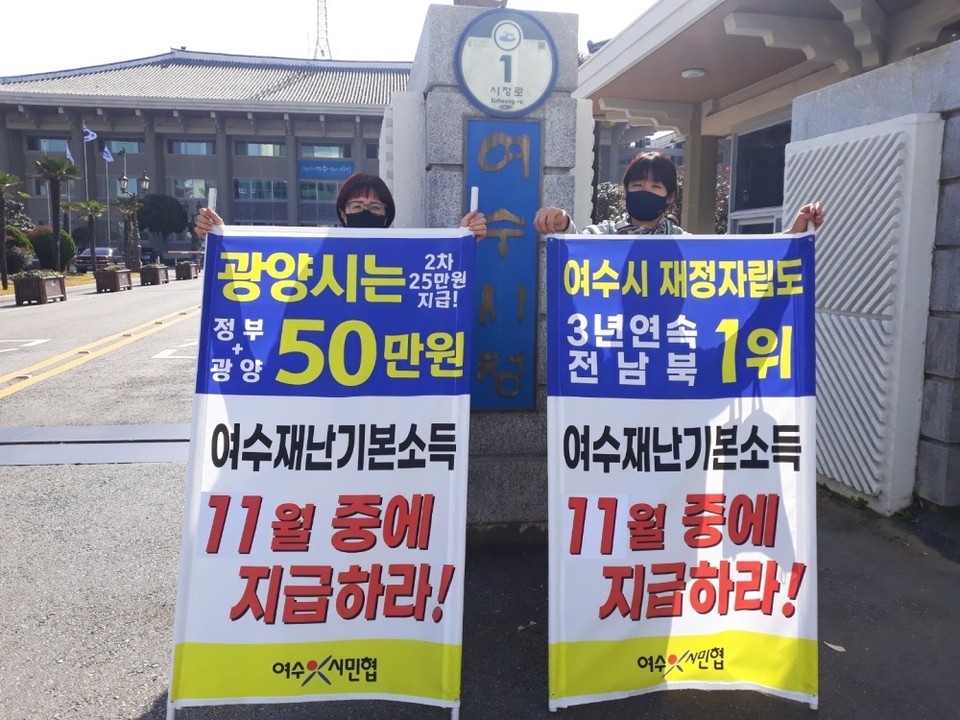 1
시청로
Sicheong-ro
여수시청
광양시는
2차
25만원
지급!
정부
+
광양
50만원
여수재난기본소득
11월 중에
지급하라!
여수시민협
여수시 재정자립도
3년연속
전남북
1위
여수재난기본소득
11월 중에
지급하라!
여수시민협